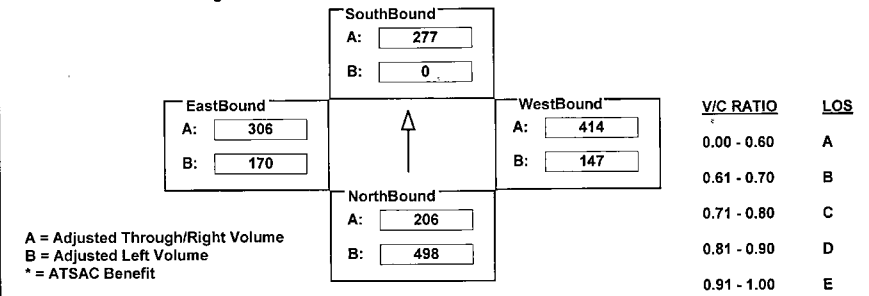 SouthBound
A: 277
B: 0
EastBound
A: 306
B: 170
WestBound
A: 414
B: 147
NorthBound
A: 206
B: 498
A = Adjusted Through/Right Volume
B = Adjusted Left Volume
* = ATSAC Benefit
V/C RATIO LOS
0.00 - 0.60 A
0.61 - 0.70 B
0.71 - 0.80 C
0.81 - 0.90 D
0.91 - 1.00 E